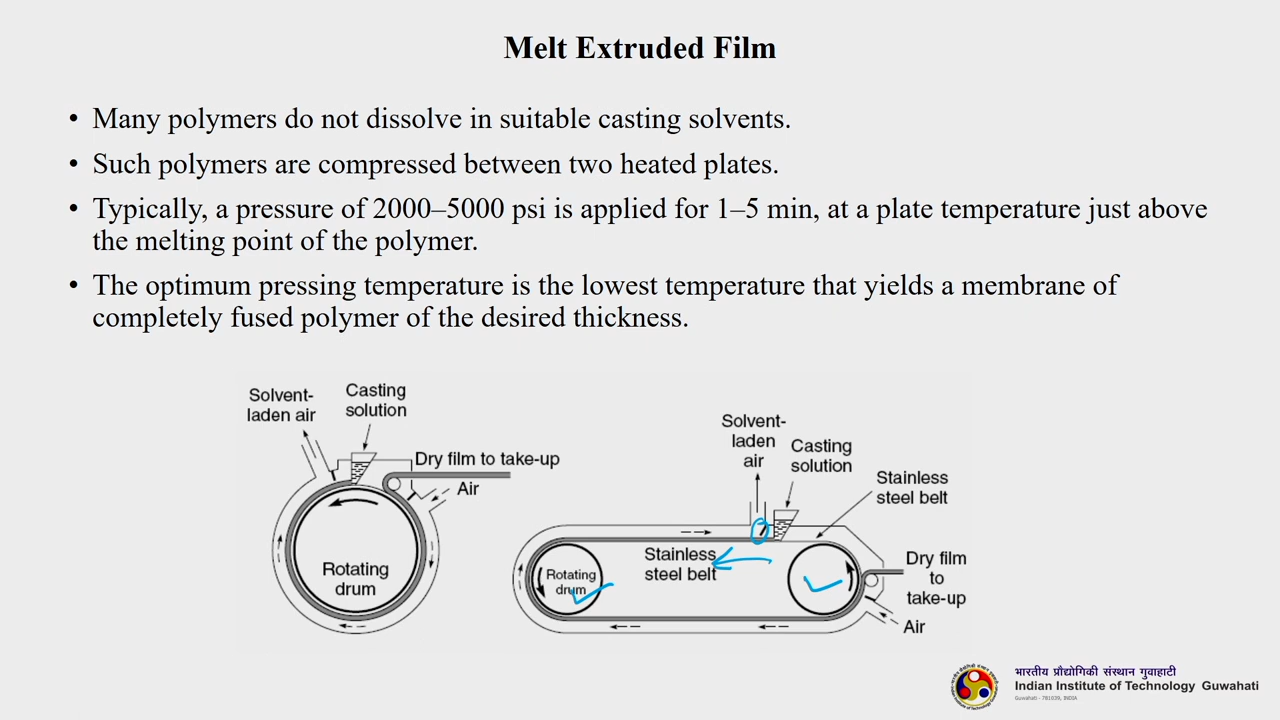 Melt Extruded Film
• Many polymers do not dissolve in suitable casting solvents.
• Such polymers are compressed between two heated plates.
• Typically, a pressure of 2000–5000 psi is applied for 1–5 min, at a plate temperature just above
the melting point of the polymer.
• The optimum pressing temperature is the lowest temperature that yields a membrane of
completely fused polymer of the desired thickness.
Solvent-
laden air
Casting
solution
Dry film to take-up
Air
Rotating
drum
Solvent-
laden
air
Casting
solution
Stainless
steel belt
Stainless
steel belt
Rotating
drum
Dry film
to
take-up
Air
भारतीय प्रौद्योगिकी संस्थान गुवाहाटी
Indian Institute of Technology Guwahati
Guwahati - 781039, INDIA